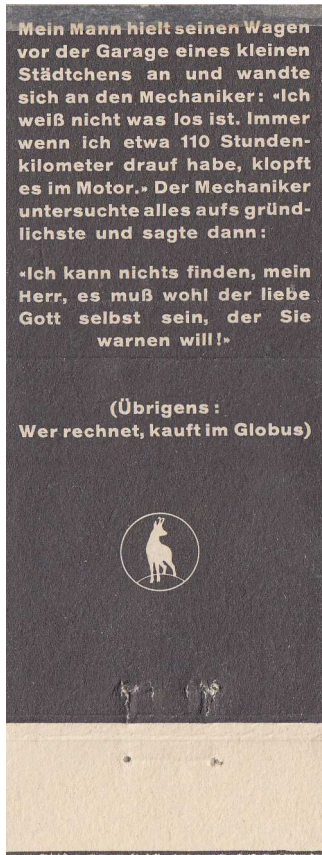 Mein Mann hielt seinen Wagen
vor der Garage eines kleinen
Städtchens an und wandte
sich an den Mechaniker: «Ich
weiß nicht was los ist. Immer
wenn ich etwa 110 Stunden-
kilometer drauf habe, klopft
es im Motor.» Der Mechaniker
untersuchte alles aufs gründ-
lichste und sagte dann:
«Ich kann nichts finden, mein
Herr, es muß wohl der liebe
Gott selbst sein, der Sie
warnen will!»
(Übrigens:
Wer rechnet, kauft im Globus)